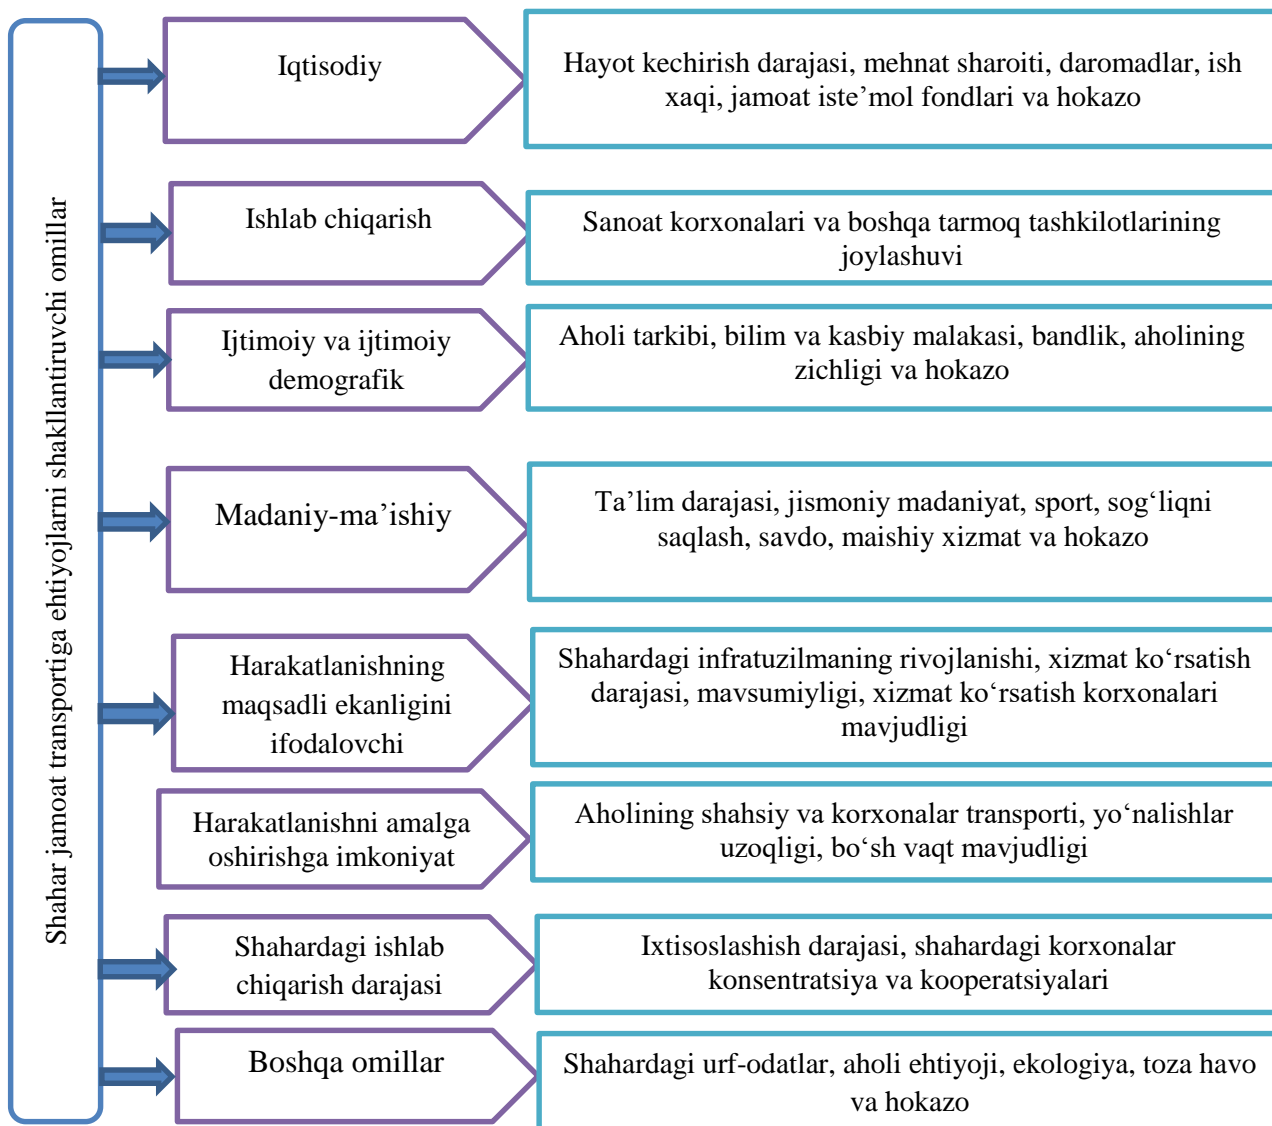 Shahar jamoat transportiga ehtiyojlarni shakllantiruvchi omillar
Iqtisodiy
Hayot kechirish darajasi, mehnat sharoiti, daromadlar, ish
xaqi, jamoat iste’mol fondlari va hokazo
Ishlab chiqarish
Sanoat korxonalari va boshqa tarmoq tashkilotlarining
joylashuvi
Ijtimoiy va ijtimoiy
demografik
Aholi tarkibi, bilim va kasbiy malakasi, bandlik, aholining
zichligi va hokazo
Madaniy-ma’ishiy
Ta’lim darajasi, jismoniy madaniyat, sport, sog‘liqni
saqlash, savdo, maishiy xizmat va hokazo
Harakatlanishning
maqsadli ekanligini
ifodalovchi
Shahardagi infratuzilmaning rivojlanishi, xizmat ko‘rsatish
darajasi, mavsumiyligi, xizmat ko‘rsatish korxonalari
mavjudligi
Harakatlanishni amalga
oshirishga imkoniyat
Aholining shahsiy va korxonalar transporti, yo‘nalishlar
uzoqligi, bo‘sh vaqt mavjudligi
Shahardagi ishlab
chiqarish darajasi
Ixtisoslashish darajasi, shahardagi korxonalar
konsentratsiya va kooperatsiyalari
Boshqa omillar
Shahardagi urf-odatlar, aholi ehtiyoji, ekologiya, toza havo
va hokazo